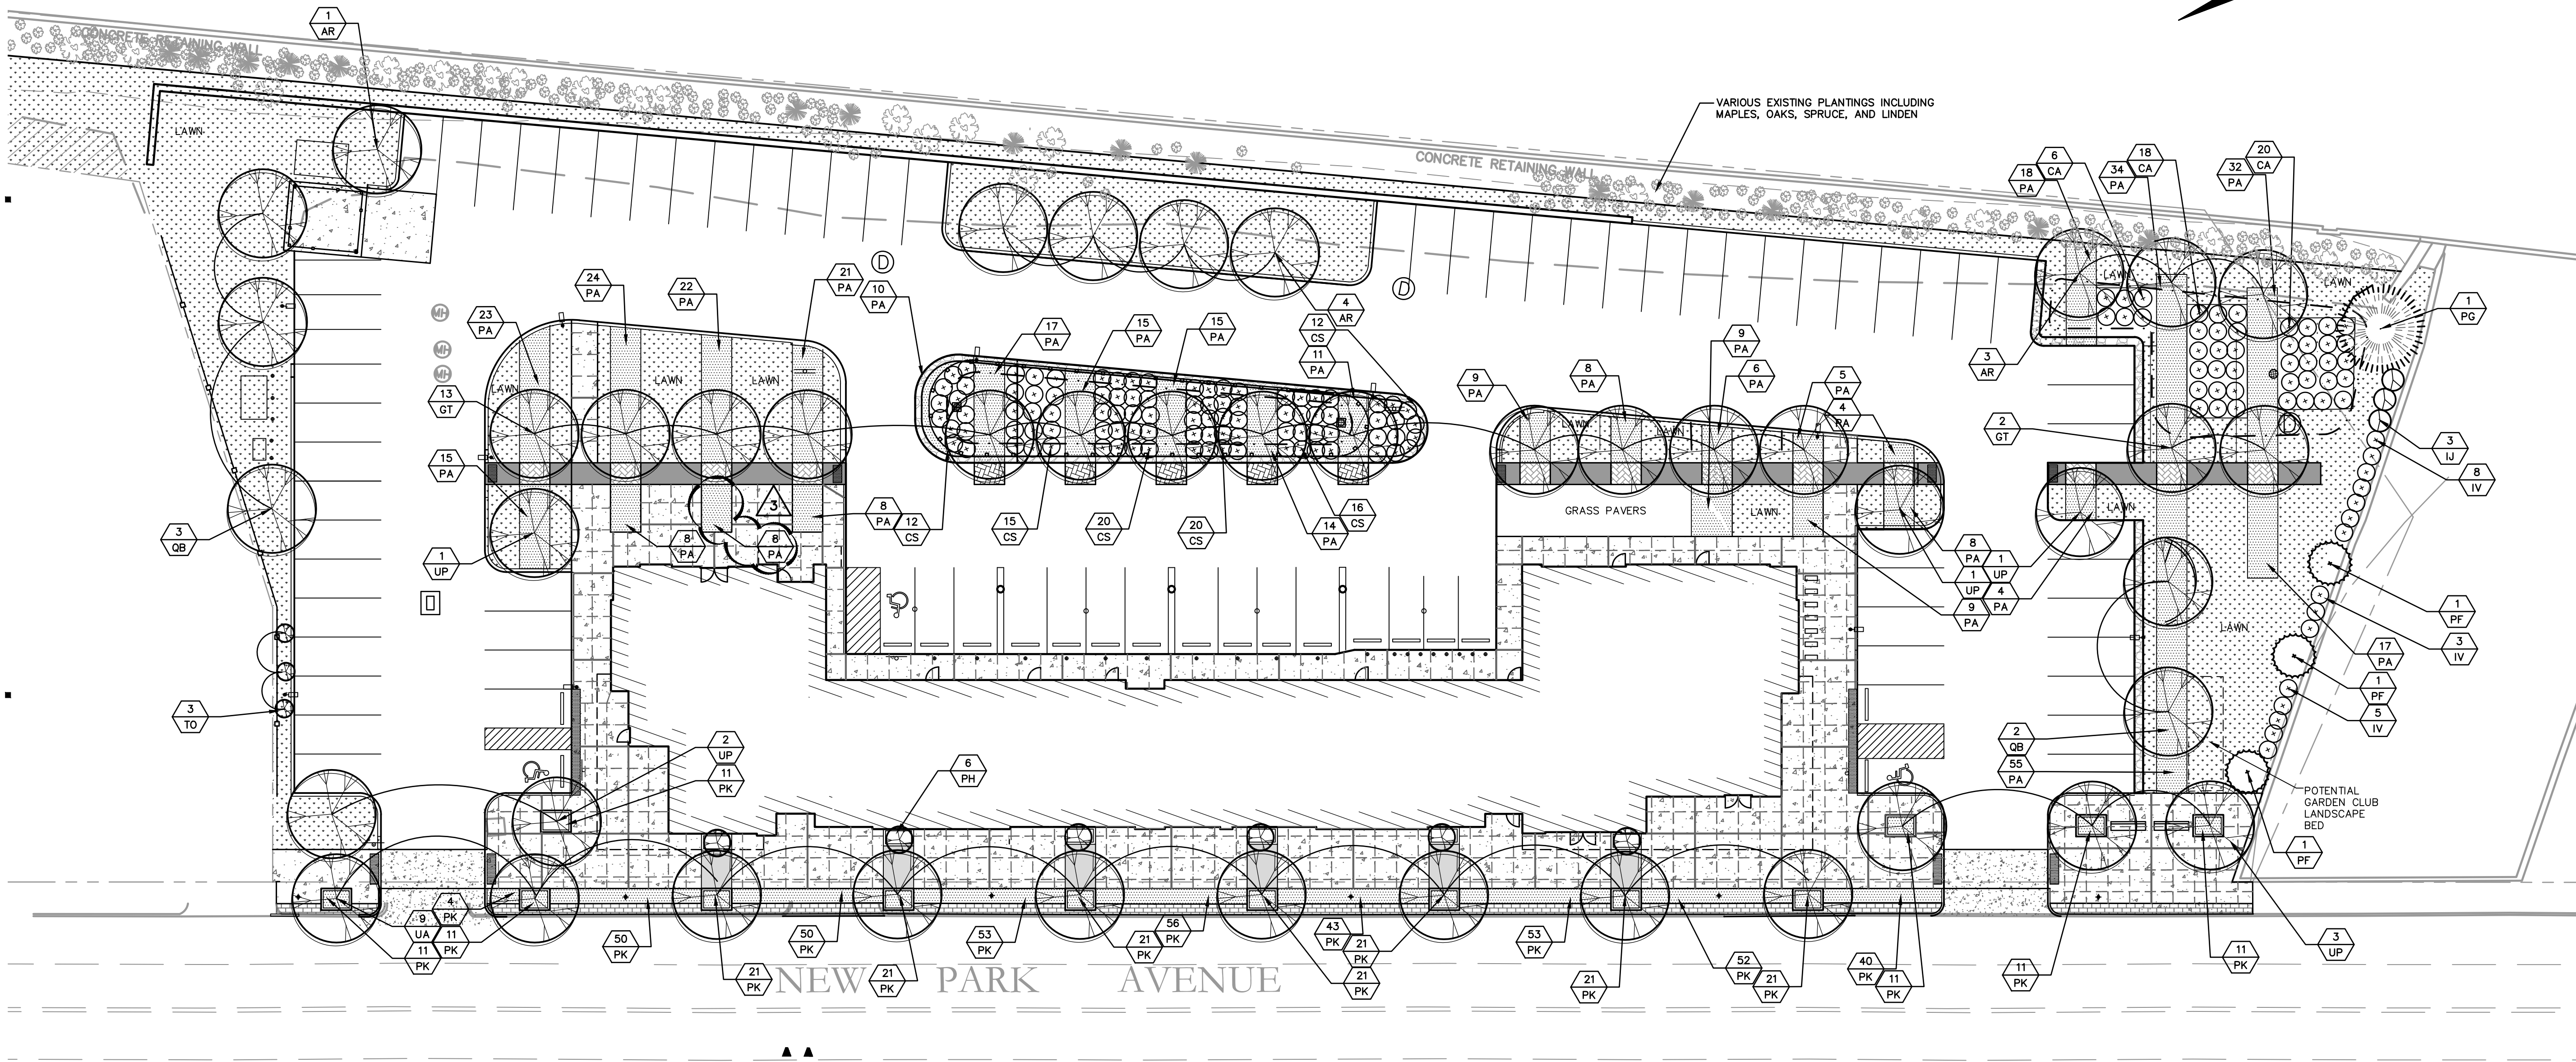 1
AR
CONCRETE RETAINING WALL
LAWN
VARIOUS EXISTING PLANTINGS INCLUDING
MAPLES, OAKS, SPRUCE, AND LINDEN
CONCRETE RETAINING WALL
6
CA
18
PA
18
CA
34
PA
20
CA
32
PA
LAWN
LAWN
1
PG
D
D
21
PA
10
PA
24
PA
22
PA
23
PA
MH
MH
MH
4
AR
12
CS
11
PA
17
PA
15
PA
15
PA
9
PA
8
PA
9
PA
6
PA
5
PA
4
PA
3
AR
LAWN
LAWN
LAWN
13
GT
15
PA
LAWN
LAWN
2
GT
D
3
IJ
8
IV
3
QB
1
UP
3
8
PA
8
PA
8
PA
12
CS
15
CS
20
CS
20
CS
14
PA
16
CS
GRASS PAVERS
LAWN
LAWN
8
PA
1
UP
1
UP
4
PA
9
PA
1
PF
3
IV
LAWN
17
PA
1
PF
5
IV
3
TO
2
UP
11
PK
6
PH
2
QB
55
PA
POTENTIAL
GARDEN CLUB
LANDSCAPE
BED
1
PF
4
PK
9
UA
11
PK
11
PK
50
PK
21
PK
50
PK
21
PK
53
PK
21
PK
56
PK
43
PK
21
PK
21
PK
53
PK
21
PK
52
PK
21
PK
40
PK
11
PK
11
PK
11
PK
3
UP
NEW PARK AVENUE